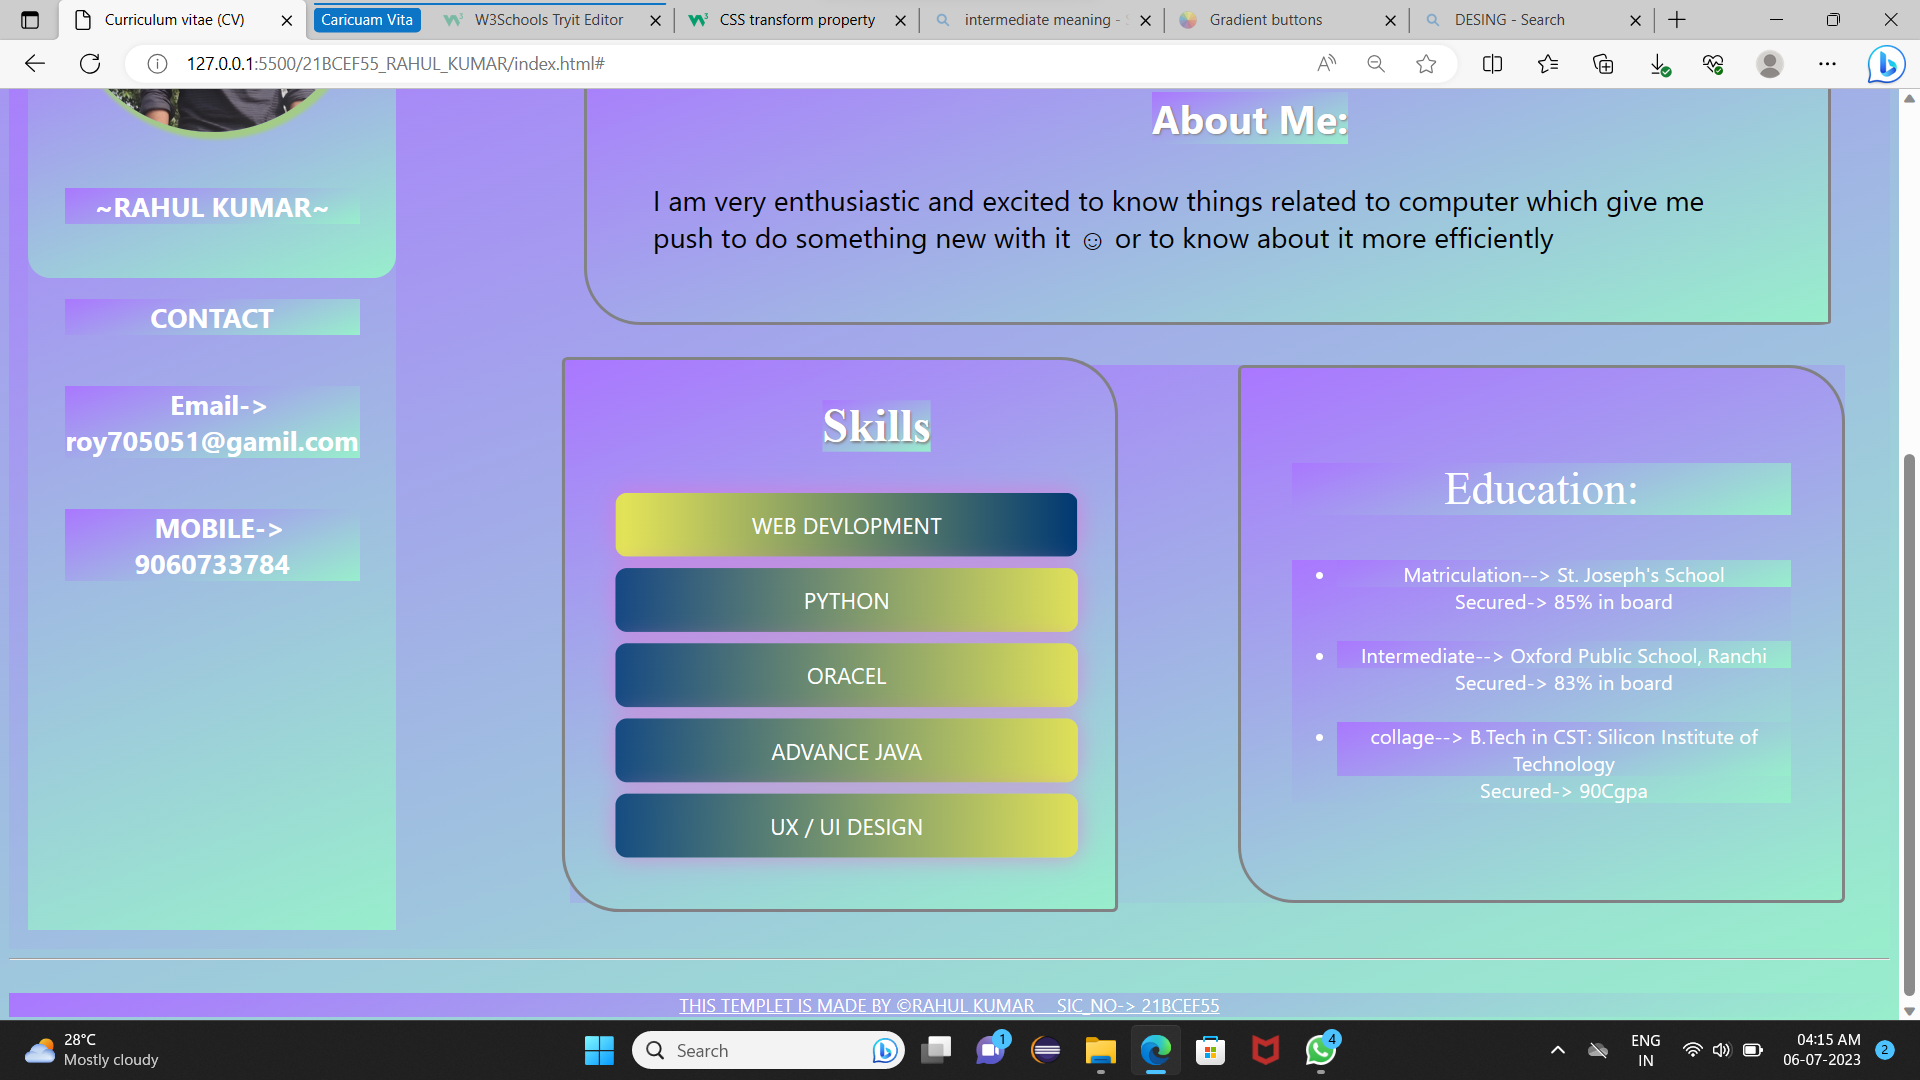 Curriculum vitae (CV)
Caricuam Vita
W3Schools Tryit Editor
CSS transform property
intermediate meaning -
Gradient buttons
DESING - Search
127.0.0.1:5500/21BCEF55_RAHUL_KUMAR/index.html#
~RAHUL KUMAR~
CONTACT
Email->
roy705051@gamil.com
MOBILE->
9060733784
About Me:
I am very enthusiastic and excited to know things related to computer which give me
push to do something new with it ☺ or to know about it more efficiently
Skills
WEB DEVLOPMENT
PYTHON
ORACEL
ADVANCE JAVA
UX / UI DESIGN
Education:
• Matriculation--> St. Joseph's School
Secured-> 85% in board
• Intermediate--> Oxford Public School, Ranchi
Secured-> 83% in board
• collage--> B.Tech in CST: Silicon Institute of
Technology
Secured-> 90Cgpa
THIS TEMPLET IS MADE BY ©RAHUL KUMAR SIC_NO-> 21BCEF55
28°C
Mostly cloudy
Search
1
4
ENG
IN
04:15 AM
06-07-2023
2